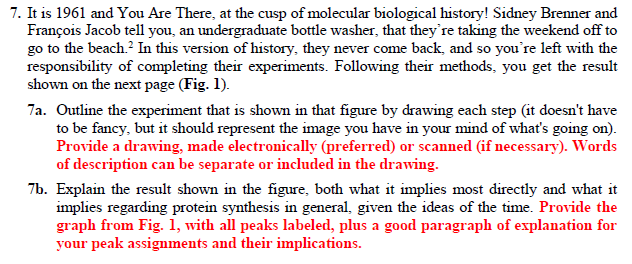 7. It is 1961 and You Are There, at the cusp of molecular biological history! Sidney Brenner and
François Jacob tell you, an undergraduate bottle washer, that they're taking the weekend off to
go to the beach.² In this version of history, they never come back, and so you're left with the
responsibility of completing their experiments. Following their methods, you get the result
shown on the next page (Fig. 1).
7a. Outline the experiment that is shown in that figure by drawing each step (it doesn't have
to be fancy, but it should represent the image you have in your mind of what's going on).
Provide a drawing, made electronically (preferred) or scanned (if necessary). Words
of description can be separate or included in the drawing.
7b. Explain the result shown in the figure, both what it implies most directly and what it
implies regarding protein synthesis in general, given the ideas of the time. Provide the
graph from Fig. 1, with all peaks labeled, plus a good paragraph of explanation for
your peak assignments and their implications.